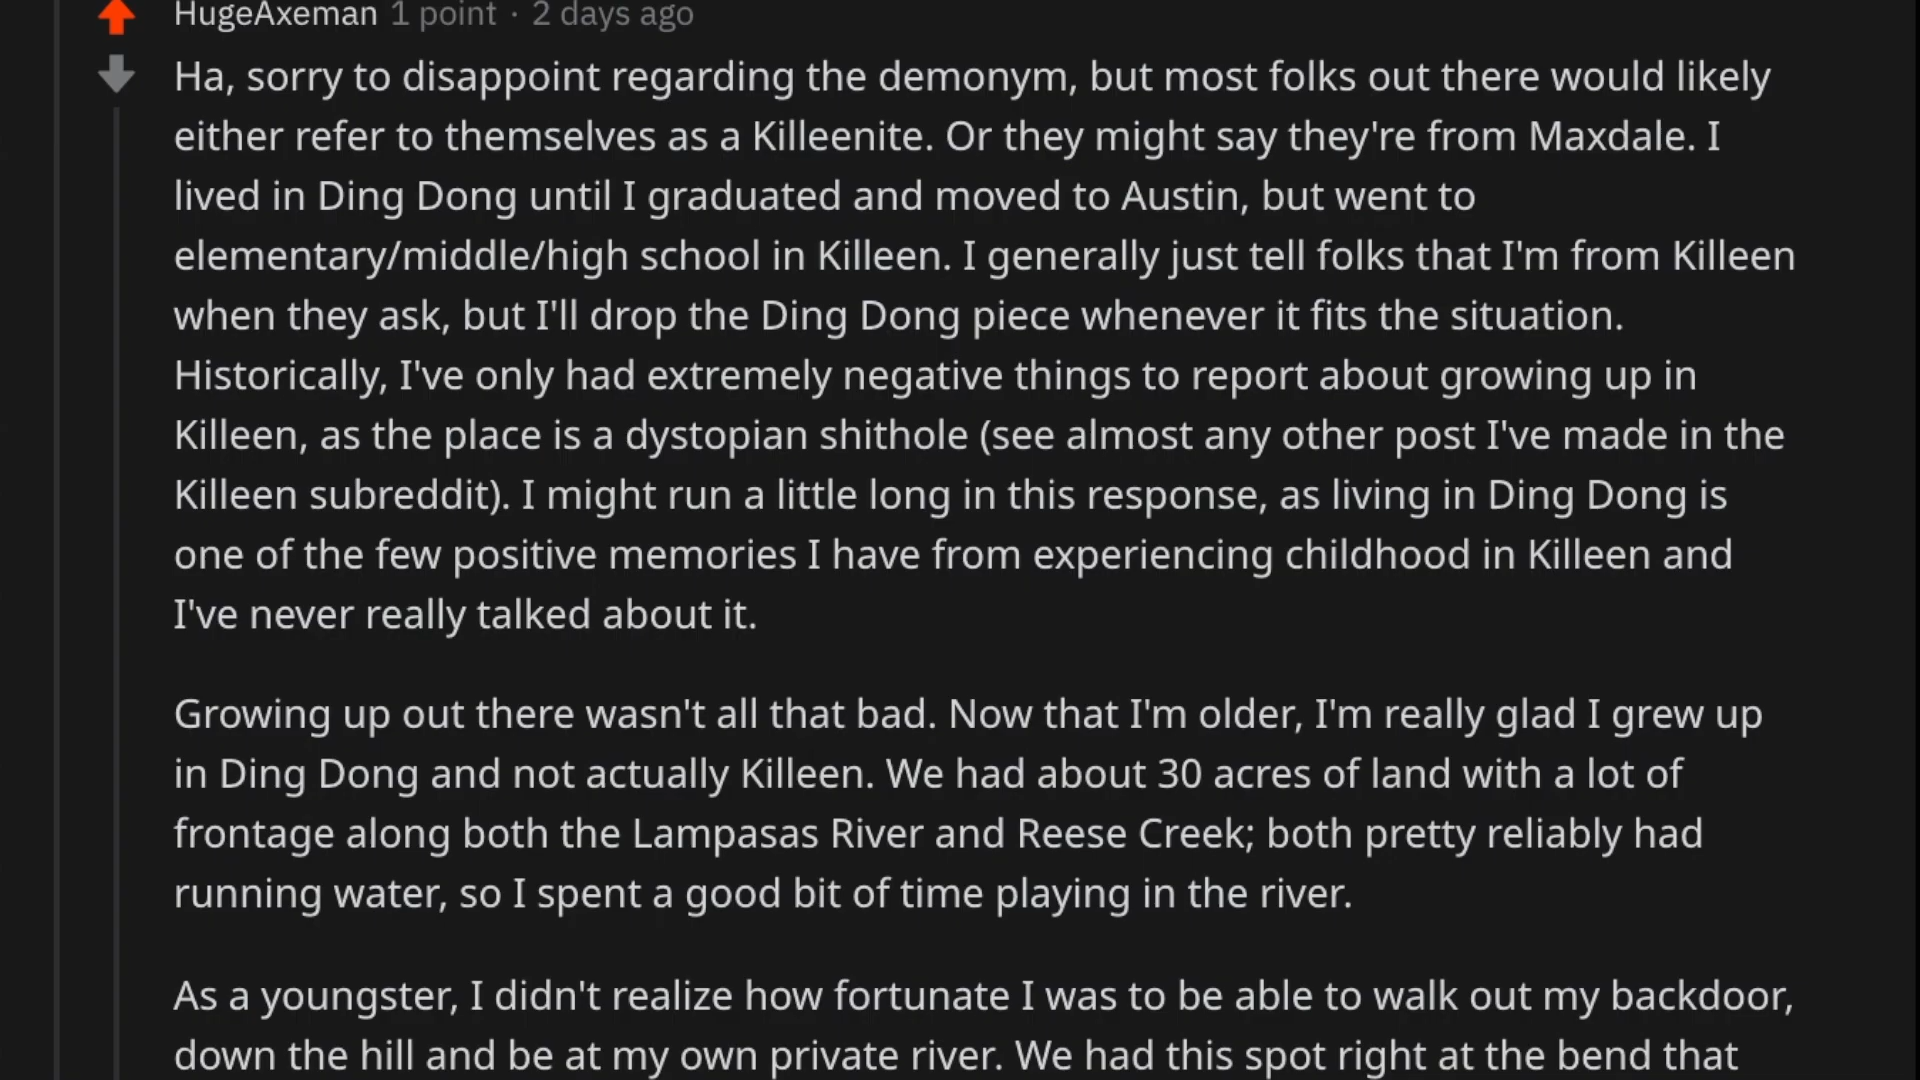 HugeAxeman 1 point · 2 days ago
Ha, sorry to disappoint regarding the demonym, but most folks out there would likely
either refer to themselves as a Killeenite. Or they might say they're from Maxdale. I
lived in Ding Dong until I graduated and moved to Austin, but went to
elementary/middle/high school in Killeen. I generally just tell folks that I'm from Killeen
when they ask, but I'll drop the Ding Dong piece whenever it fits the situation.
Historically, I've only had extremely negative things to report about growing up in
Killeen, as the place is a dystopian shithole (see almost any other post I've made in the
Killeen subreddit). I might run a little long in this response, as living in Ding Dong is
one of the few positive memories I have from experiencing childhood in Killeen and
I've never really talked about it.
Growing up out there wasn't all that bad. Now that I'm older, I'm really glad I grew up
in Ding Dong and not actually Killeen. We had about 30 acres of land with a lot of
frontage along both the Lampasas River and Reese Creek; both pretty reliably had
running water, so I spent a good bit of time playing in the river.
As a youngster, I didn't realize how fortunate I was to be able to walk out my backdoor,
down the hill and be at my own private river. We had this spot right at the bend that